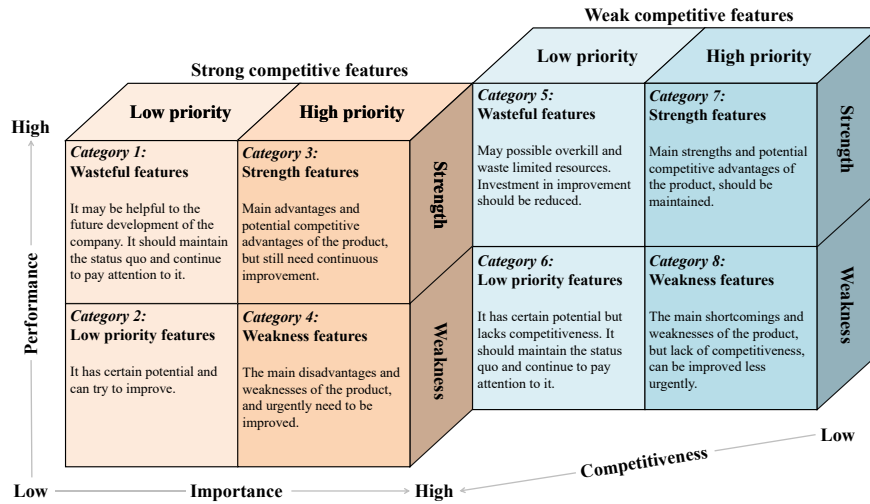 Weak competitive features
Low priority
High priority
Strong competitive features
Low priority
High priority
High
Category 1:
Wasteful features
It may be helpful to the
future development of the
company. It should maintain
the status quo and continue
to pay attention to it.
Category 3:
Strength features
Main advantages and
potential competitive
advantages of the product,
but still need continuous
improvement.
Strength
Category 5:
Wasteful features
May possible overkill and
waste limited resources.
Investment in improvement
should be reduced.
Category 7:
Strength features
Main strengths and potential
competitive advantages of
the product, should be
maintained.
Strength
Performance
Category 2:
Low priority features
It has certain potential and
can try to improve.
Category 4:
Weakness features
The main disadvantages and
weaknesses of the product,
and urgently need to be
improved.
Weakness
Category 6:
Low priority features
It has certain potential but
lacks competitiveness. It
should maintain the status
quo and continue to pay
attention to it.
Category 8:
Weakness features
The main shortcomings and
weaknesses of the product,
but lack of competitiveness,
can be improved less
urgently.
Weakness
Low
Importance
High
Competitiveness
Low